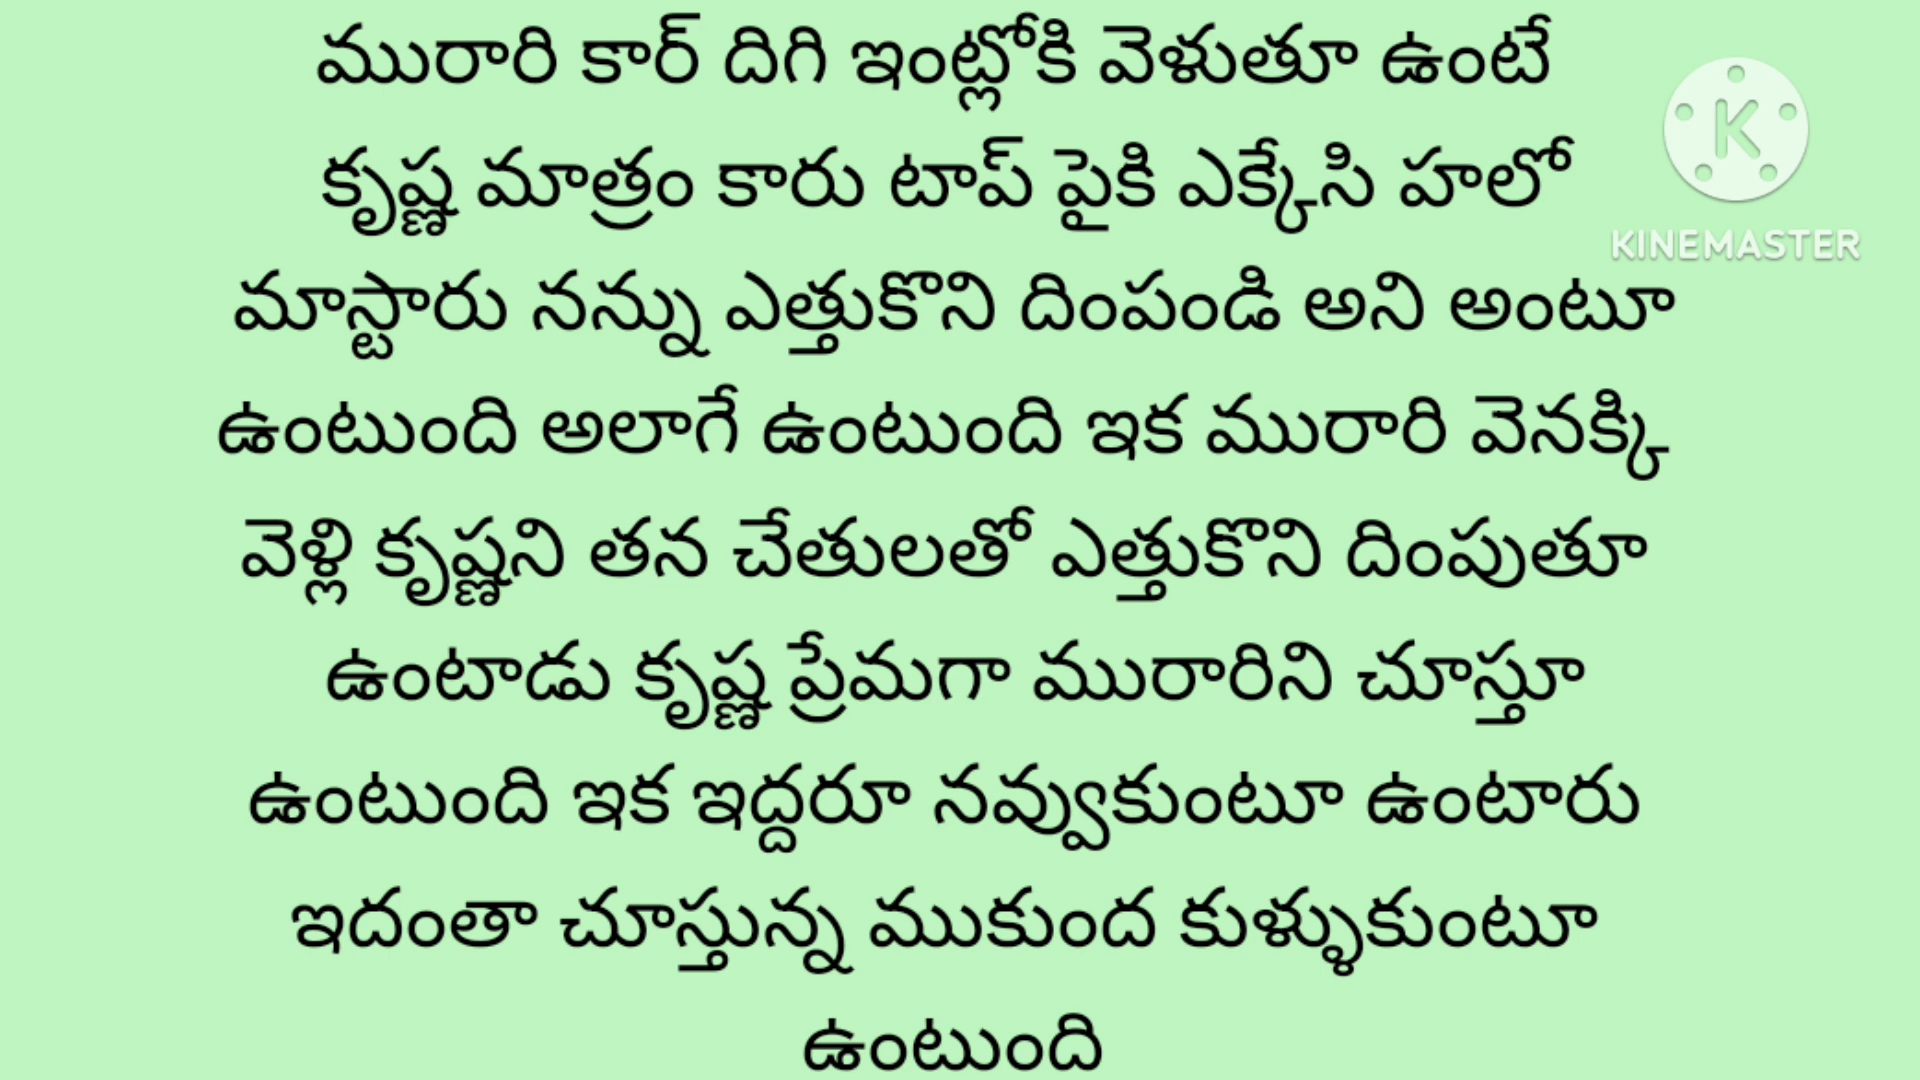 మురారి కార్ దిగి ఇంట్లోకి వెళుతూ ఉంటే
కృష్ణ మాత్రం కారు టాప్ పైకి ఎక్కేసి హలో
మాస్టారు నన్ను ఎత్తుకొని దింపండి అని అంటూ
ఉంటుంది అలాగే ఉంటుంది ఇక మురారి వెనక్కి
వెళ్లి కృష్ణని తన చేతులతో ఎత్తుకొని దింపుతూ
ఉంటాడు కృష్ణ ప్రేమగా మురారిని చూస్తూ
ఉంటుంది ఇక ఇద్దరూ నవ్వుకుంటూ ఉంటారు
ఇదంతా చూస్తున్న ముకుంద కుళ్ళుకుంటూ
ఉంటుంది
K
KINEMASTER